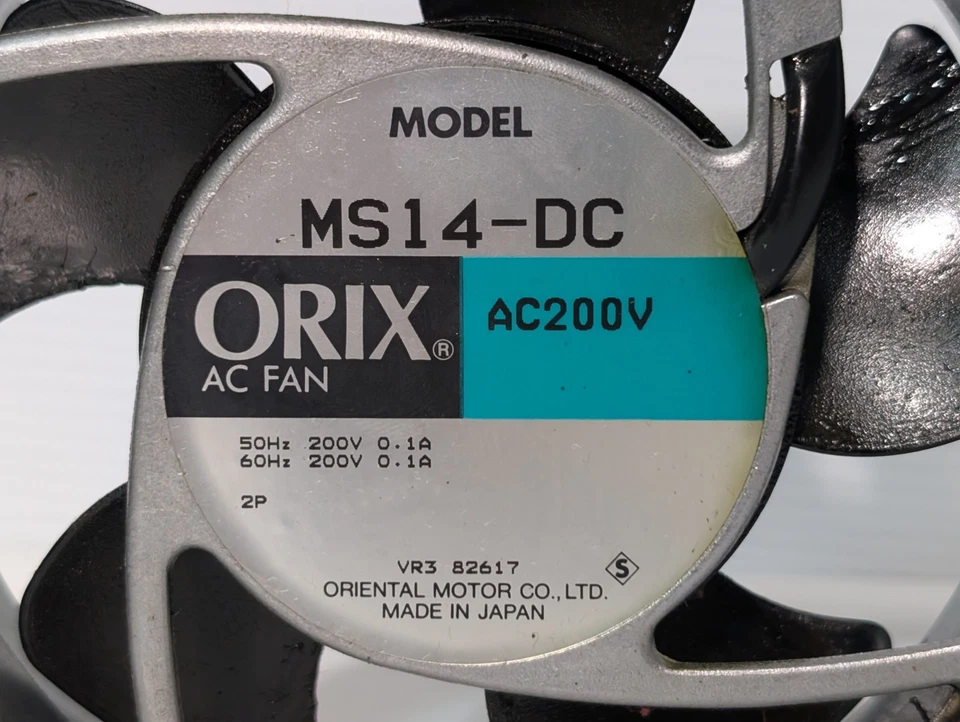 MODEL
MS14-DC
ORIX®
AC FAN
AC200V
50Hz 200V 0.1A
60Hz 200V 0.1A
2P
VR3 82617
S
ORIENTAL MOTOR CO., LTD.
MADE IN JAPAN